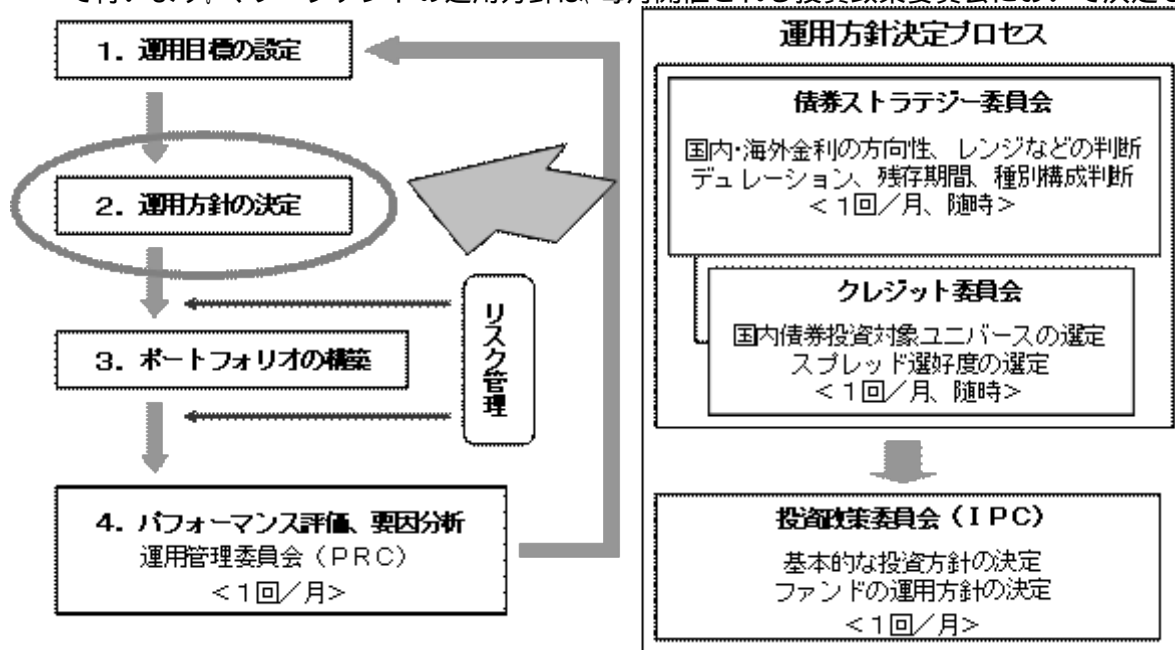 1．運用目標の設定
2．運用方針の決定
リスク管理
3．ポートフォリオの構築
4．パフォーマンス評価、要因分析
運用管理委員会（ＰＲＣ）
＜１回／月＞
運用方針決定プロセス
債券ストラテジー委員会
国内・海外金利の方向性、レンジなどの判断
デュレーション、残存期間、種別構成判断
＜１回／月、随時＞
クレジット委員会
国内債券投資対象ユニバースの選定
スプレッド選好度の選定
＜１回／月、随時＞
投資政策委員会（ＩＰＣ）
基本的な投資方針の決定
ファンドの運用方針の決定
＜１回／月＞